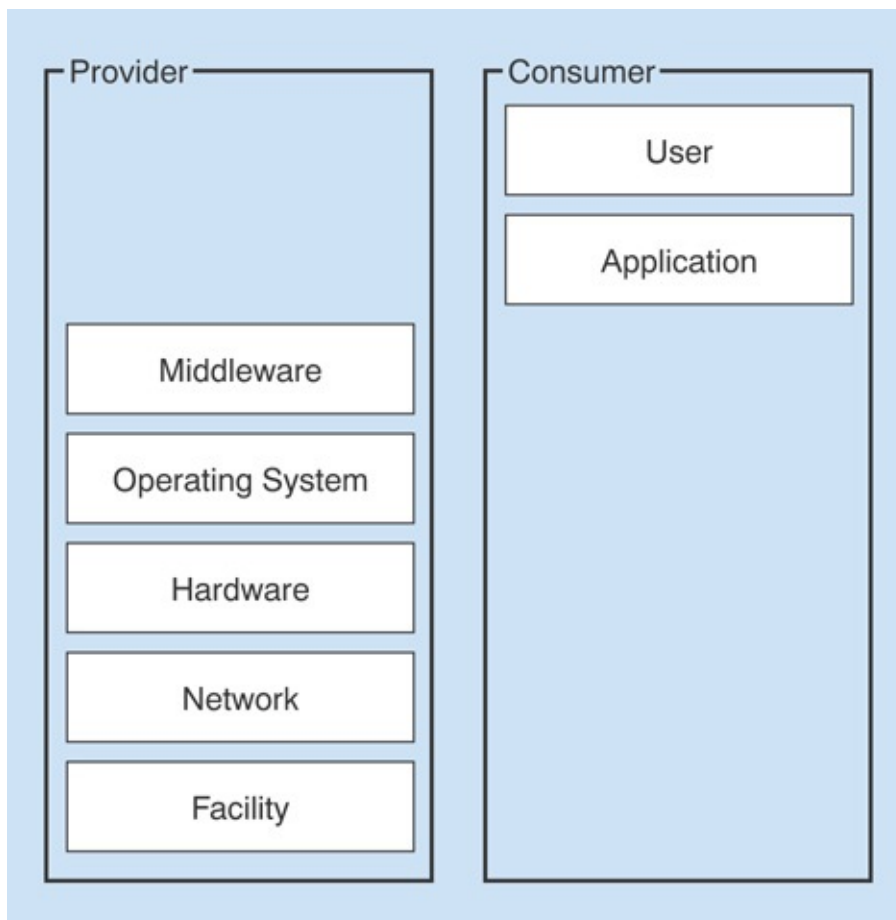 Provider
Middleware
Operating System
Hardware
Network
Facility
Consumer
User
Application